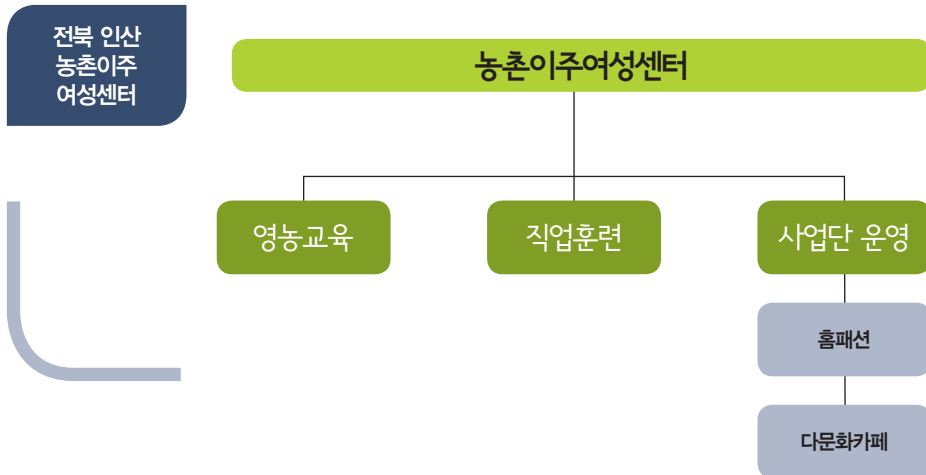 전북 인산
농촌이주
여성센터
농촌이주여성센터
영농교육
직업훈련
사업단 운영
홈패션
다문화카페